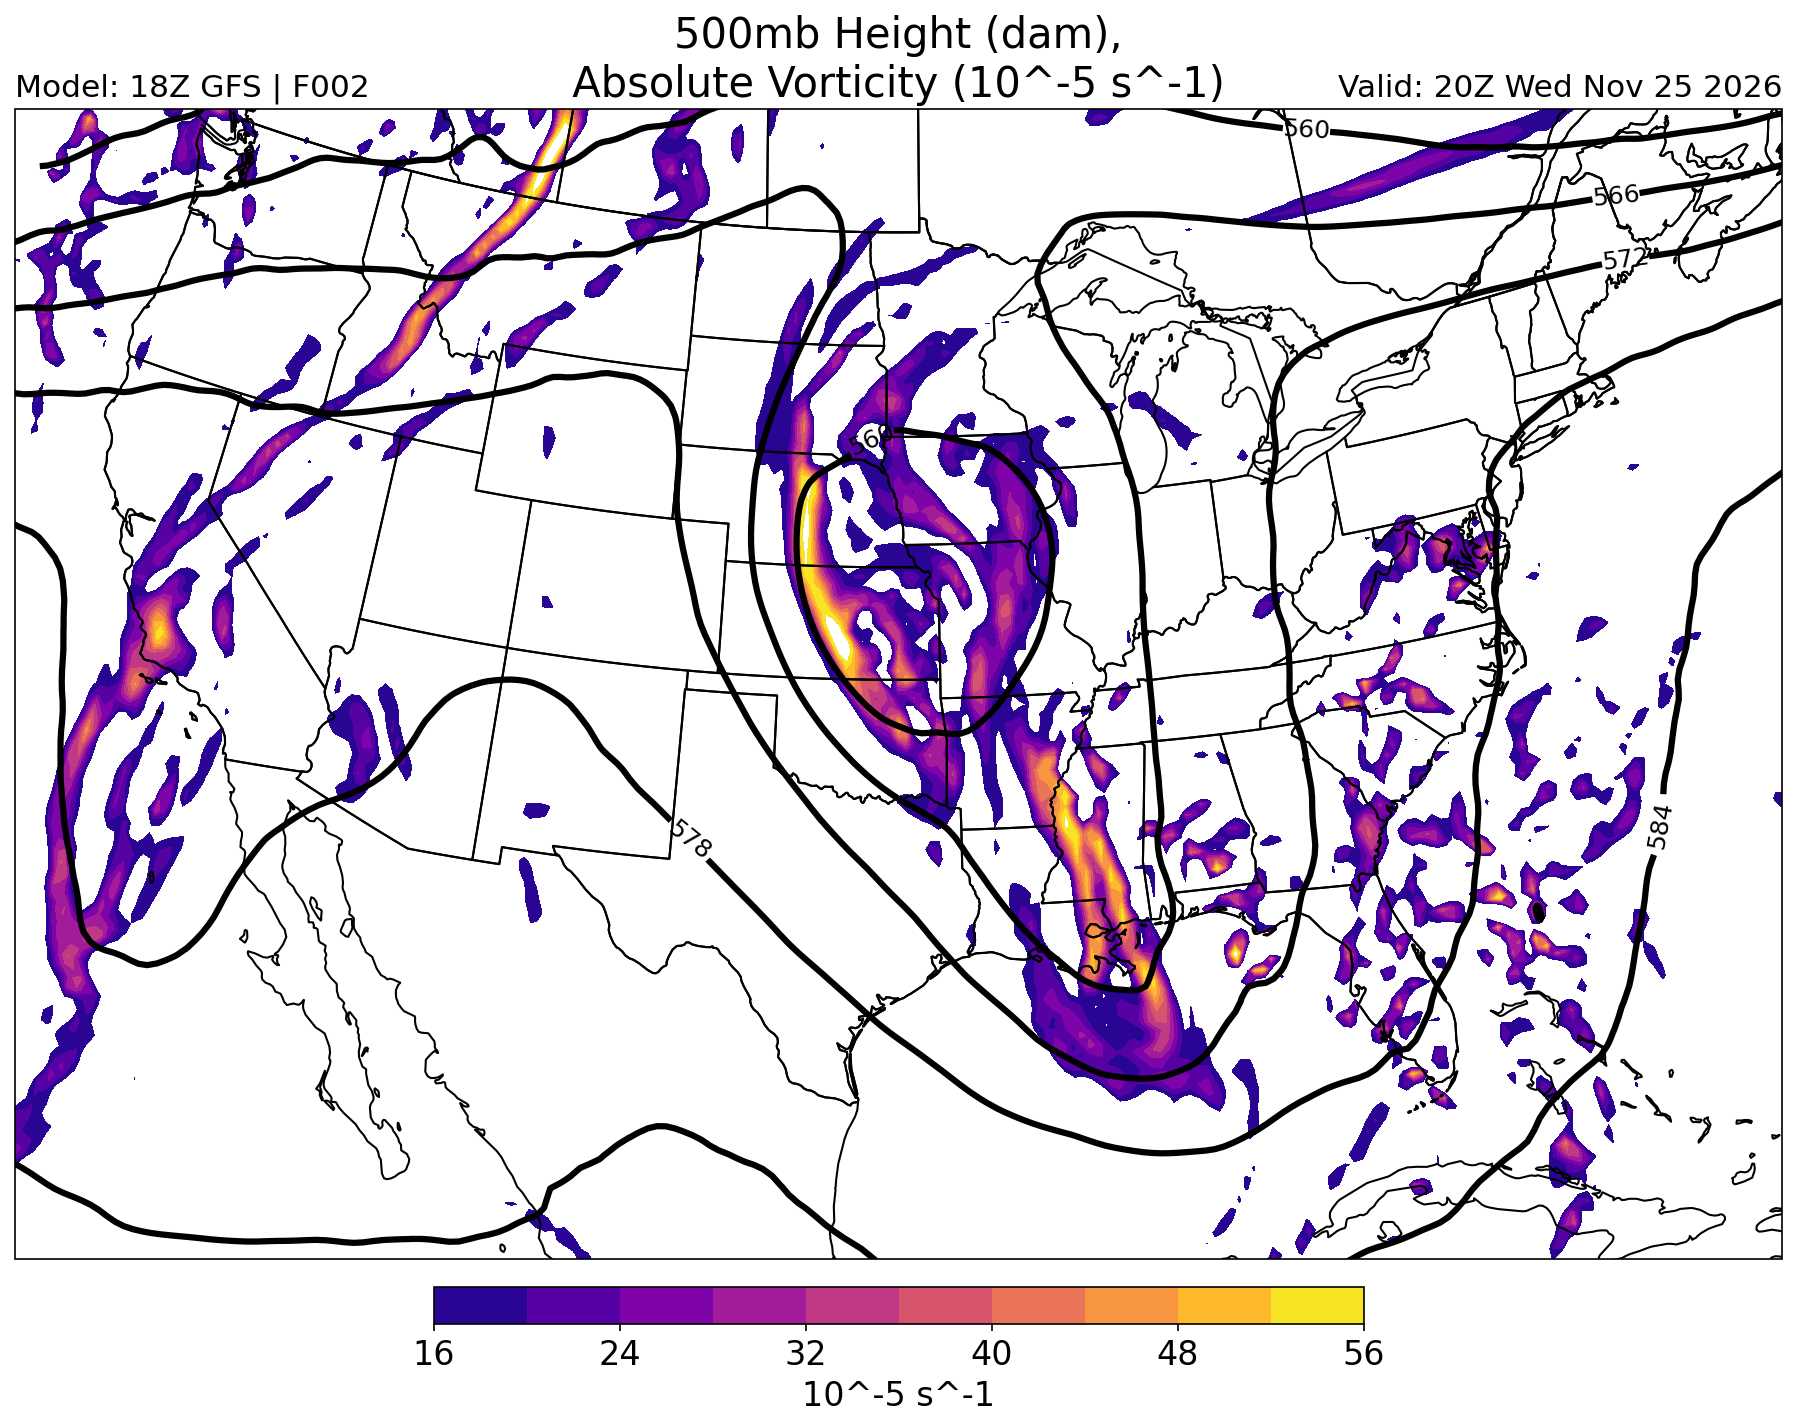 500mb Height (dam),
Absolute Vorticity (10^-5 s^-1)
Model: 18Z GFS | F002
Valid: 20Z Wed Nov 25 2026
560
566
572
560
578
584
16 24 32 40 48 56
10^-5 s^-1